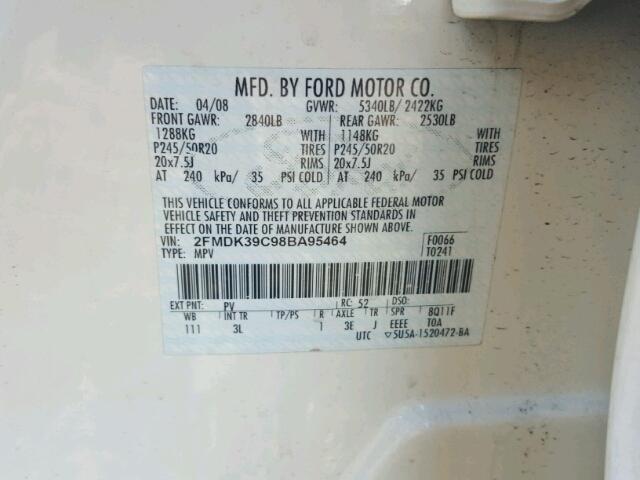 MFD. BY FORD MOTOR CO.
DATE: 04/08 GVWR: 5340LB/ 2422KG
FRONT GAWR: 2840LB REAR GAWR: 2530LB
1288KG WITH 1148KG WITH
P245/50R20 TIRES P245/50R20 TIRES
20x7.5J RIMS 20x7.5J RIMS
AT 240 kPa/ 35 PSI COLD AT 240 kPa/ 35 PSI COLD
THIS VEHICLE CONFORMS TO ALL APPLICABLE FEDERAL MOTOR
VEHICLE SAFETY AND THEFT PREVENTION STANDARDS IN
EFFECT ON THE DATE OF MANUFACTURE SHOWN ABOVE.
VIN: 2FMDK39C98BA95464 F0066
TYPE: MPV T0241
EXT PNT: PV RC: 52 DSO:
WB INT TR TP/PS R AXLE TR SPR 8Q11F
111 3L 1 3E J EEEE T0A
UTC ▽5U5A-1520472-BA